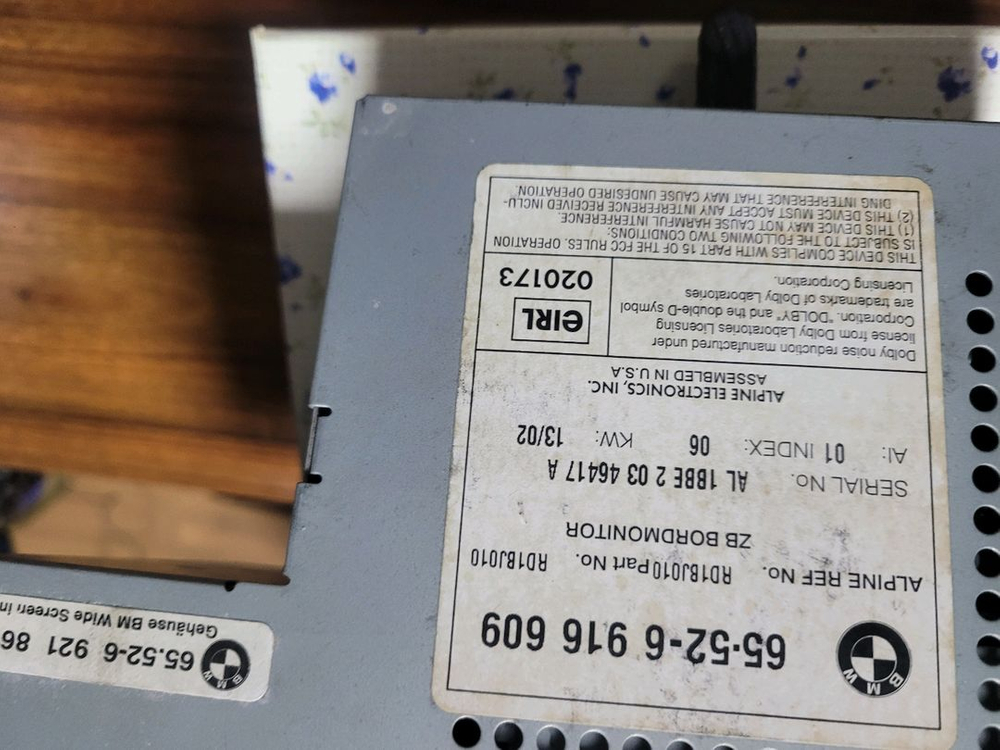 BMW
65·52-6 916 609
ALPINE REF No. RD1BJ010 Part No. RD1BJ010
ZB BORDMONITOR
SERIAL No. AL 1BBE 2 03 46417 A
AI: 01 INDEX: 06 KW: 13/02
ALPINE ELECTRONICS, INC.
ASSEMBLED IN U.S.A
Dolby noise reduction manufactured under
license from Dolby Laboratories Licensing
Corporation. "DOLBY" and the double-D symbol
are trademarks of Dolby Laboratories
Licensing Corporation.
eIRL
020173
THIS DEVICE COMPLIES WITH PART 15 OF THE FCC RULES. OPERATION
IS SUBJECT TO THE FOLLOWING TWO CONDITIONS:
(1) THIS DEVICE MAY NOT CAUSE HARMFUL INTERFERENCE.
(2) THIS DEVICE MUST ACCEPT ANY INTERFERENCE RECEIVED INCLU-
DING INTERFERENCE THAT MAY CAUSE UNDESIRED OPERATION
BMW
65.52-6 921 86
Gehäuse BM Wide Screen